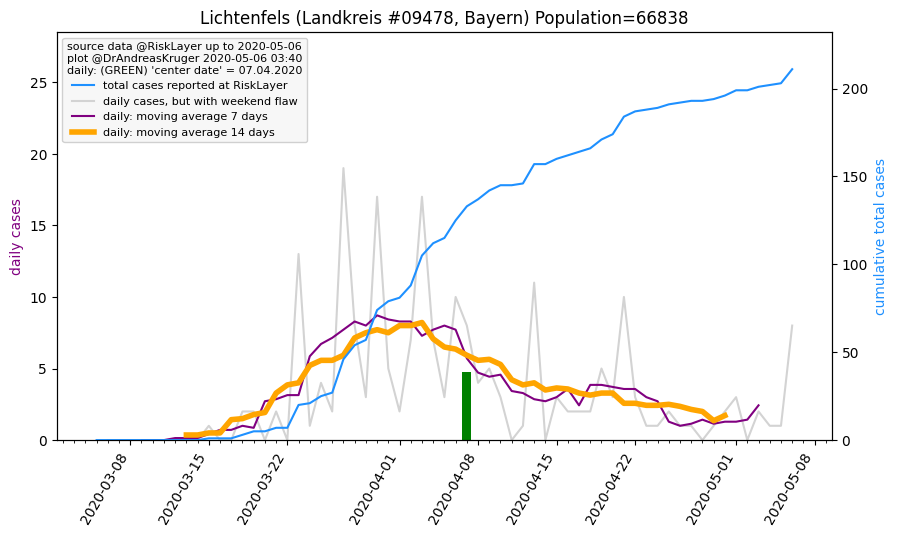 Lichtenfels (Landkreis #09478, Bayern) Population=66838
source data @RiskLayer up to 2020-05-06
plot @DrAndreasKruger 2020-05-06 03:40
daily: (GREEN) 'center date' = 07.04.2020
total cases reported at RiskLayer
daily cases, but with weekend flaw
daily: moving average 7 days
daily: moving average 14 days
daily cases
25
20
15
10
5
0
cumulative total cases
200
150
100
50
0
2020-03-08
2020-03-15
2020-03-22
2020-04-01
2020-04-08
2020-04-15
2020-04-22
2020-05-01
2020-05-08